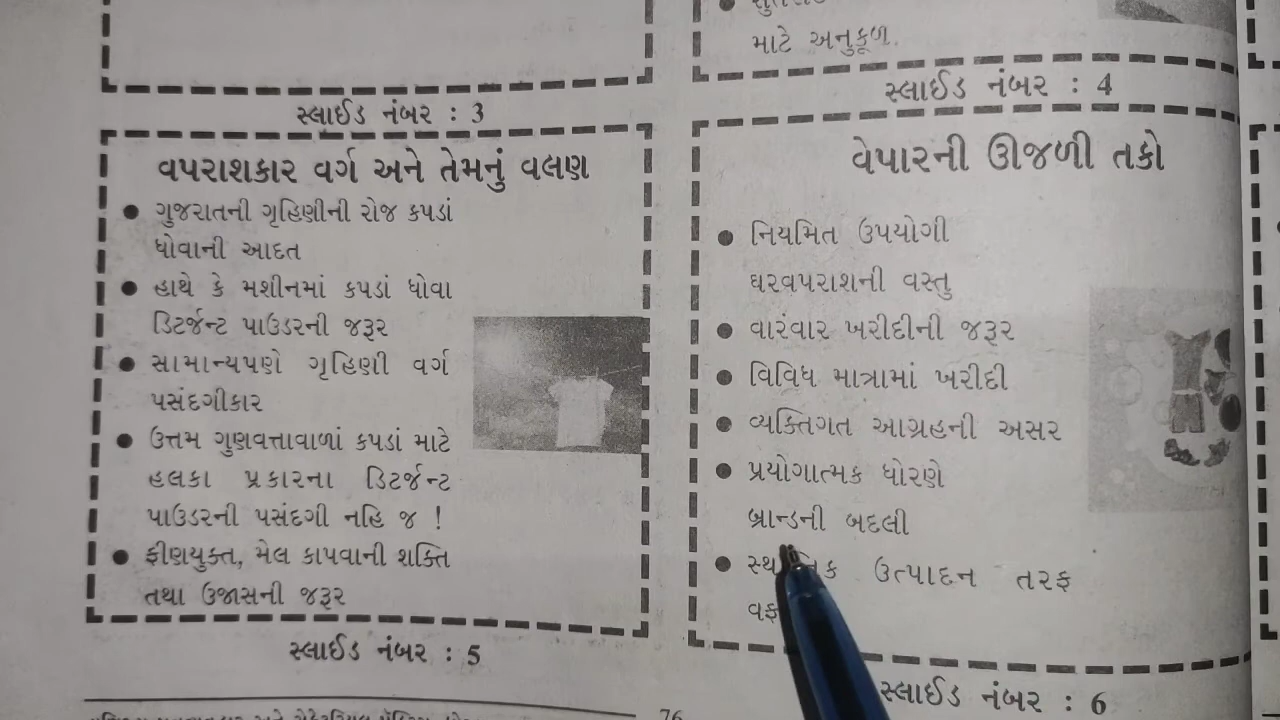 માટે અનુકૂળ.
સ્લાઈડ નંબર : 3
સ્લાઈડ નંબર : 4
વપરાશકાર વર્ગ અને તેમનું વલણ
● ગુજરાતની ગૃહિણીની રોજ કપડાં
ધોવાની આદત
● હાથે કે મશીનમાં કપડાં ધોવા
ડિટર્જન્ટ પાઉડરની જરૂર
● સામાન્યપણે ગૃહિણી વર્ગ
પસંદગીકાર
● ઉત્તમ ગુણવત્તાવાળાં કપડાં માટે
હલકા પ્રકારના ડિટર્જન્ટ
પાઉડરની પસંદગી નહિ જ !
● ફીણયુક્ત, મેલ કાપવાની શક્તિ
તથા ઉજાસની જરૂર
સ્લાઈડ નંબર : 5
વેપારની ઊજળી તકો
● નિયમિત ઉપયોગી
ઘરવપરાશની વસ્તુ
● વારંવાર ખરીદીની જરૂર
● વિવિધ માત્રામાં ખરીદી
● વ્યક્તિગત આગ્રહની અસર
● પ્રયોગાત્મક ધોરણે
બ્રાન્ડની બદલી
● ઉત્પાદન તરફ
સ્લાઈડ નંબર : 6
76